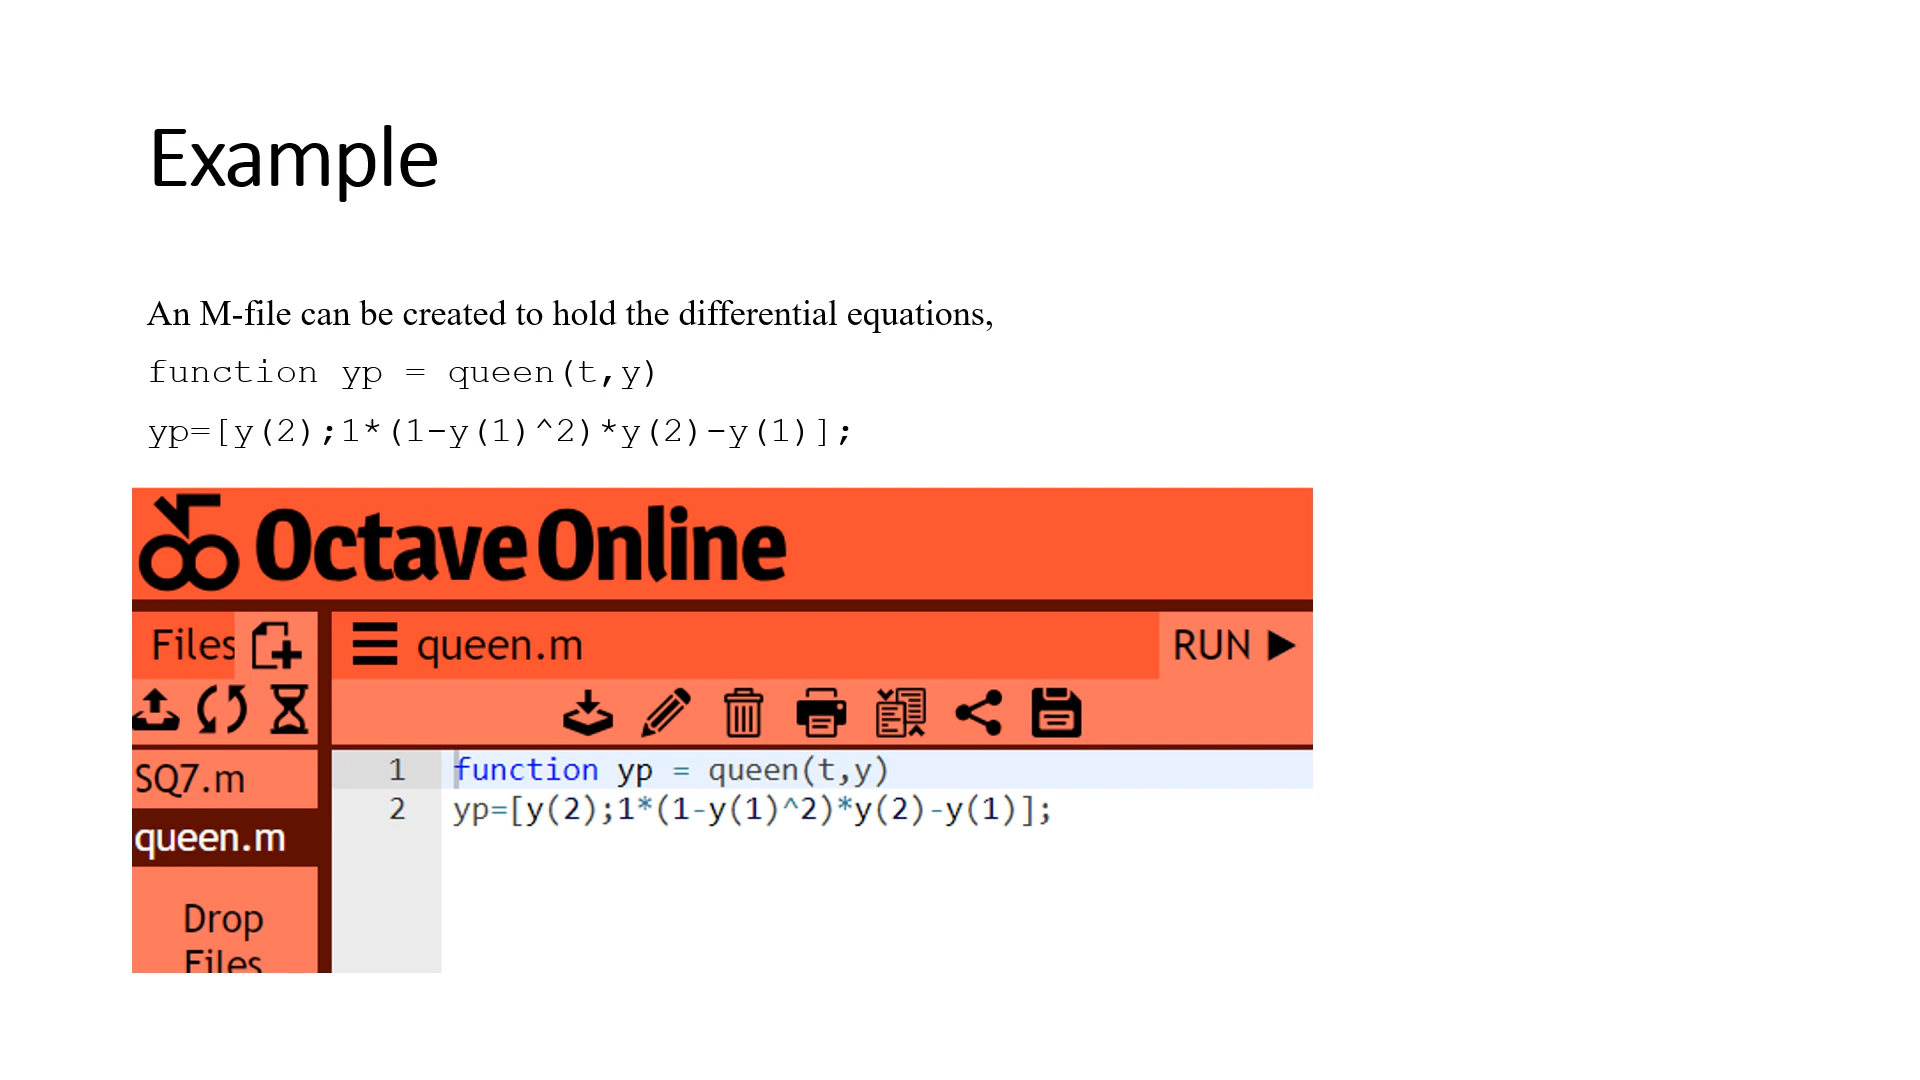 Example
An M-file can be created to hold the differential equations,
function yp = queen(t,y)
yp=[y(2);1*(1-y(1)^2)*y(2)-y(1)];
Octave Online
Files
queen.m
RUN
SQ7.m
queen.m
Drop
Files
1 function yp = queen(t,y)
2 yp=[y(2);1*(1-y(1)^2)*y(2)-y(1)];